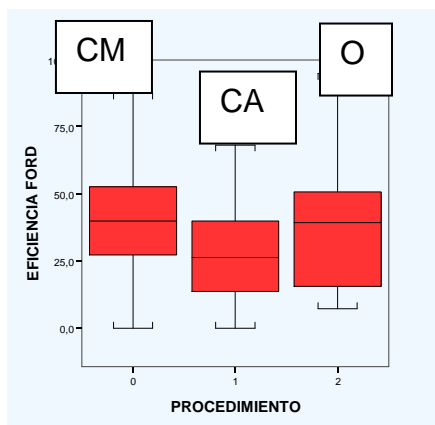 CM
O
CA
75,0
50,0
25,0
0,0
EFICIENCIA FORD
0
1
2
PROCEDIMIENTO